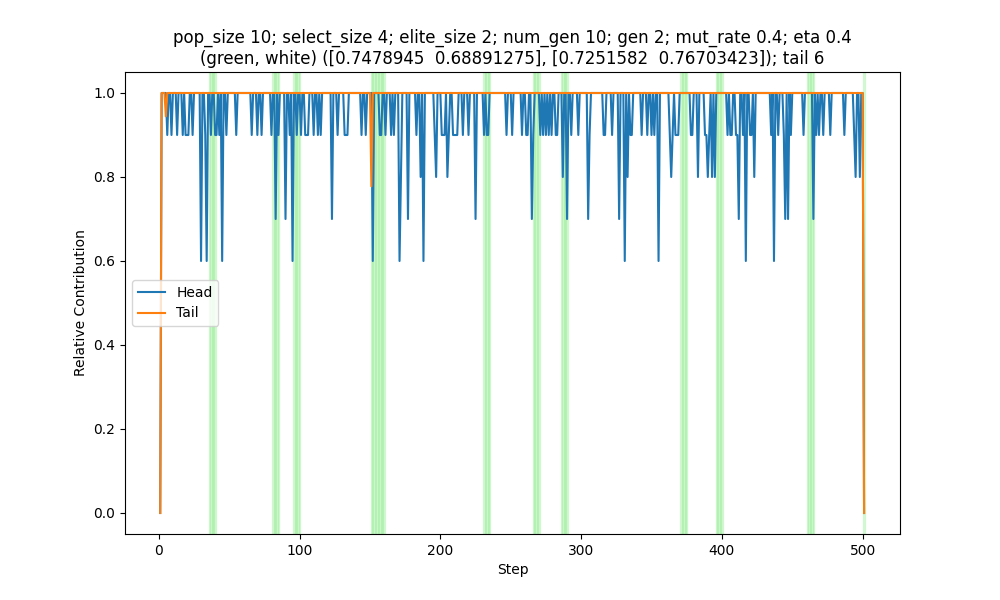 pop_size 10; select_size 4; elite_size 2; num_gen 10; gen 2; mut_rate 0.4; eta 0.4
(green, white) ([0.7478945  0.68891275], [0.7251582  0.76703423]); tail 6
Relative Contribution
1.0
0.8
0.6
0.4
0.2
0.0
Head
Tail
0
100
200
300
400
500
Step